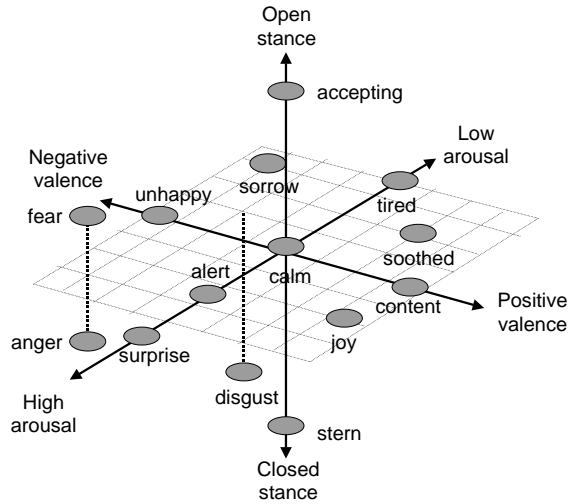 Open
stance
accepting
Low
arousal
Negative
valence
sorrow
unhappy
tired
fear
soothed
alert
calm
content
Positive
valence
anger
surprise
joy
disgust
High
arousal
stern
Closed
stance